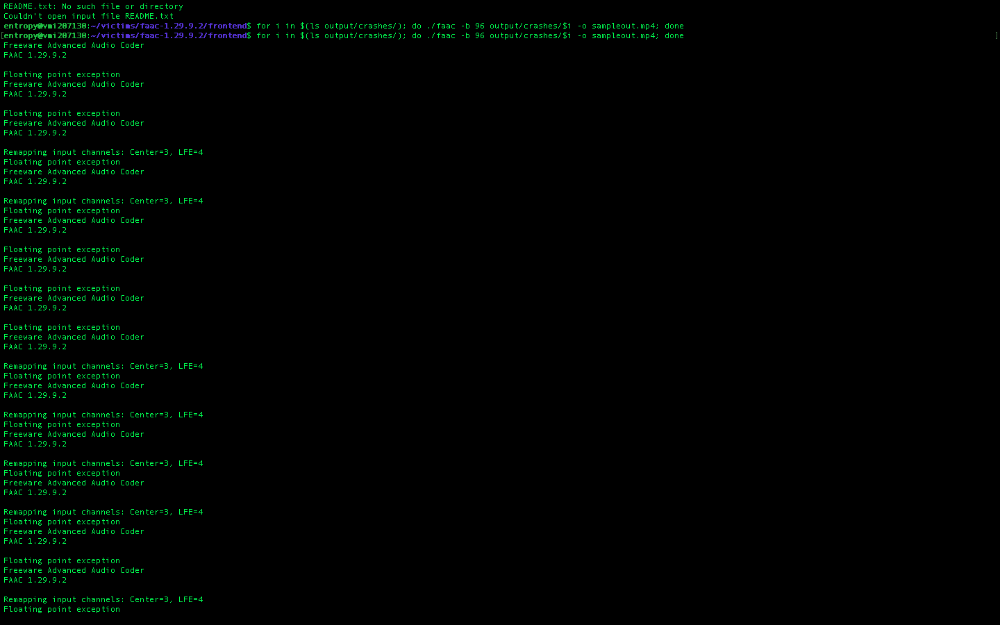 README.txt: No such file or directory
Couldn't open input file README.txt
entropy@vmi207130:~/victims/faac-1.29.9.2/frontend$ for i in $(ls output/crashes/); do ./faac -b 96 output/crashes/$i -o sampleout.mp4; done
[entropy@vmi207130:~/victims/faac-1.29.9.2/frontend$ for i in $(ls output/crashes/); do ./faac -b 96 output/crashes/$i -o sampleout.mp4; done ]
Freeware Advanced Audio Coder
FAAC 1.29.9.2
Floating point exception
Freeware Advanced Audio Coder
FAAC 1.29.9.2
Floating point exception
Freeware Advanced Audio Coder
FAAC 1.29.9.2
Remapping input channels: Center=3, LFE=4
Floating point exception
Freeware Advanced Audio Coder
FAAC 1.29.9.2
Remapping input channels: Center=3, LFE=4
Floating point exception
Freeware Advanced Audio Coder
FAAC 1.29.9.2
Floating point exception
Freeware Advanced Audio Coder
FAAC 1.29.9.2
Floating point exception
Freeware Advanced Audio Coder
FAAC 1.29.9.2
Floating point exception
Freeware Advanced Audio Coder
FAAC 1.29.9.2
Remapping input channels: Center=3, LFE=4
Floating point exception
Freeware Advanced Audio Coder
FAAC 1.29.9.2
Remapping input channels: Center=3, LFE=4
Floating point exception
Freeware Advanced Audio Coder
FAAC 1.29.9.2
Remapping input channels: Center=3, LFE=4
Floating point exception
Freeware Advanced Audio Coder
FAAC 1.29.9.2
Remapping input channels: Center=3, LFE=4
Floating point exception
Freeware Advanced Audio Coder
FAAC 1.29.9.2
Floating point exception
Freeware Advanced Audio Coder
FAAC 1.29.9.2
Remapping input channels: Center=3, LFE=4
Floating point exception